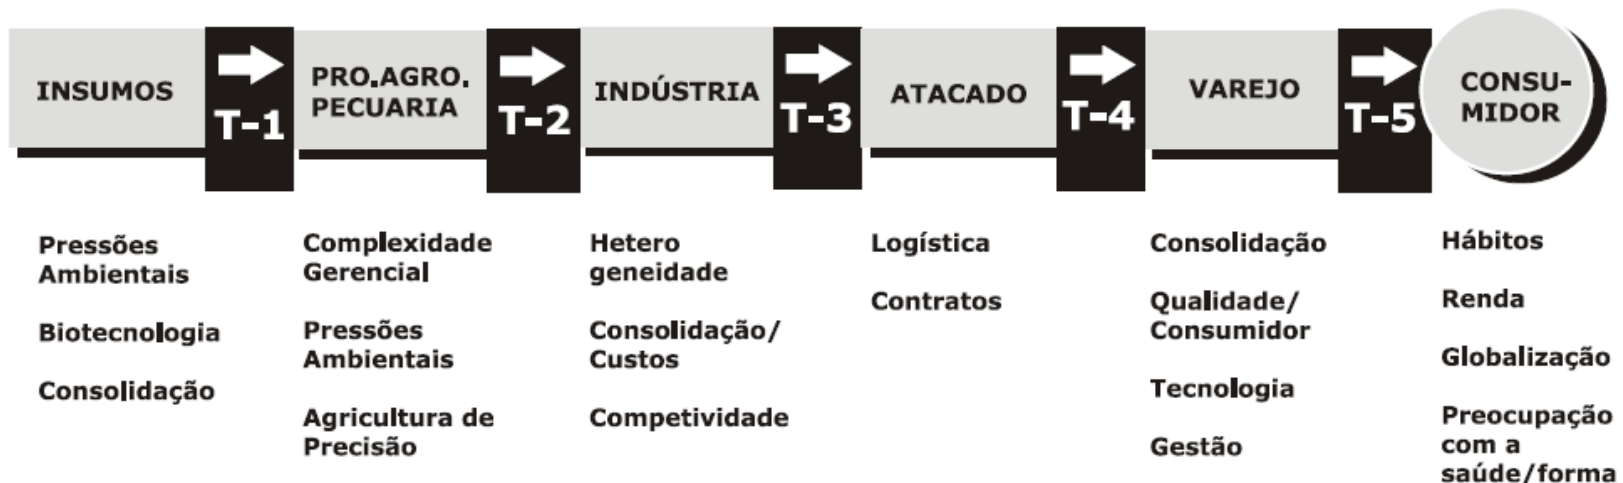 INSUMOS
T-1
PRO.AGRO.
PECUARIA
T-2
INDÚSTRIA
T-3
ATACADO
T-4
VAREJO
T-5
CONSU-
MIDOR
Pressões
Ambientais
Biotecnologia
Consolidação
Complexidade
Gerencial
Pressões
Ambientais
Agricultura de
Precisão
Hetero
geneidade
Consolidação/
Custos
Competividade
Logística
Contratos
Consolidação
Qualidade/
Consumidor
Tecnologia
Gestão
Hábitos
Renda
Globalização
Preocupação
com a
saúde/forma